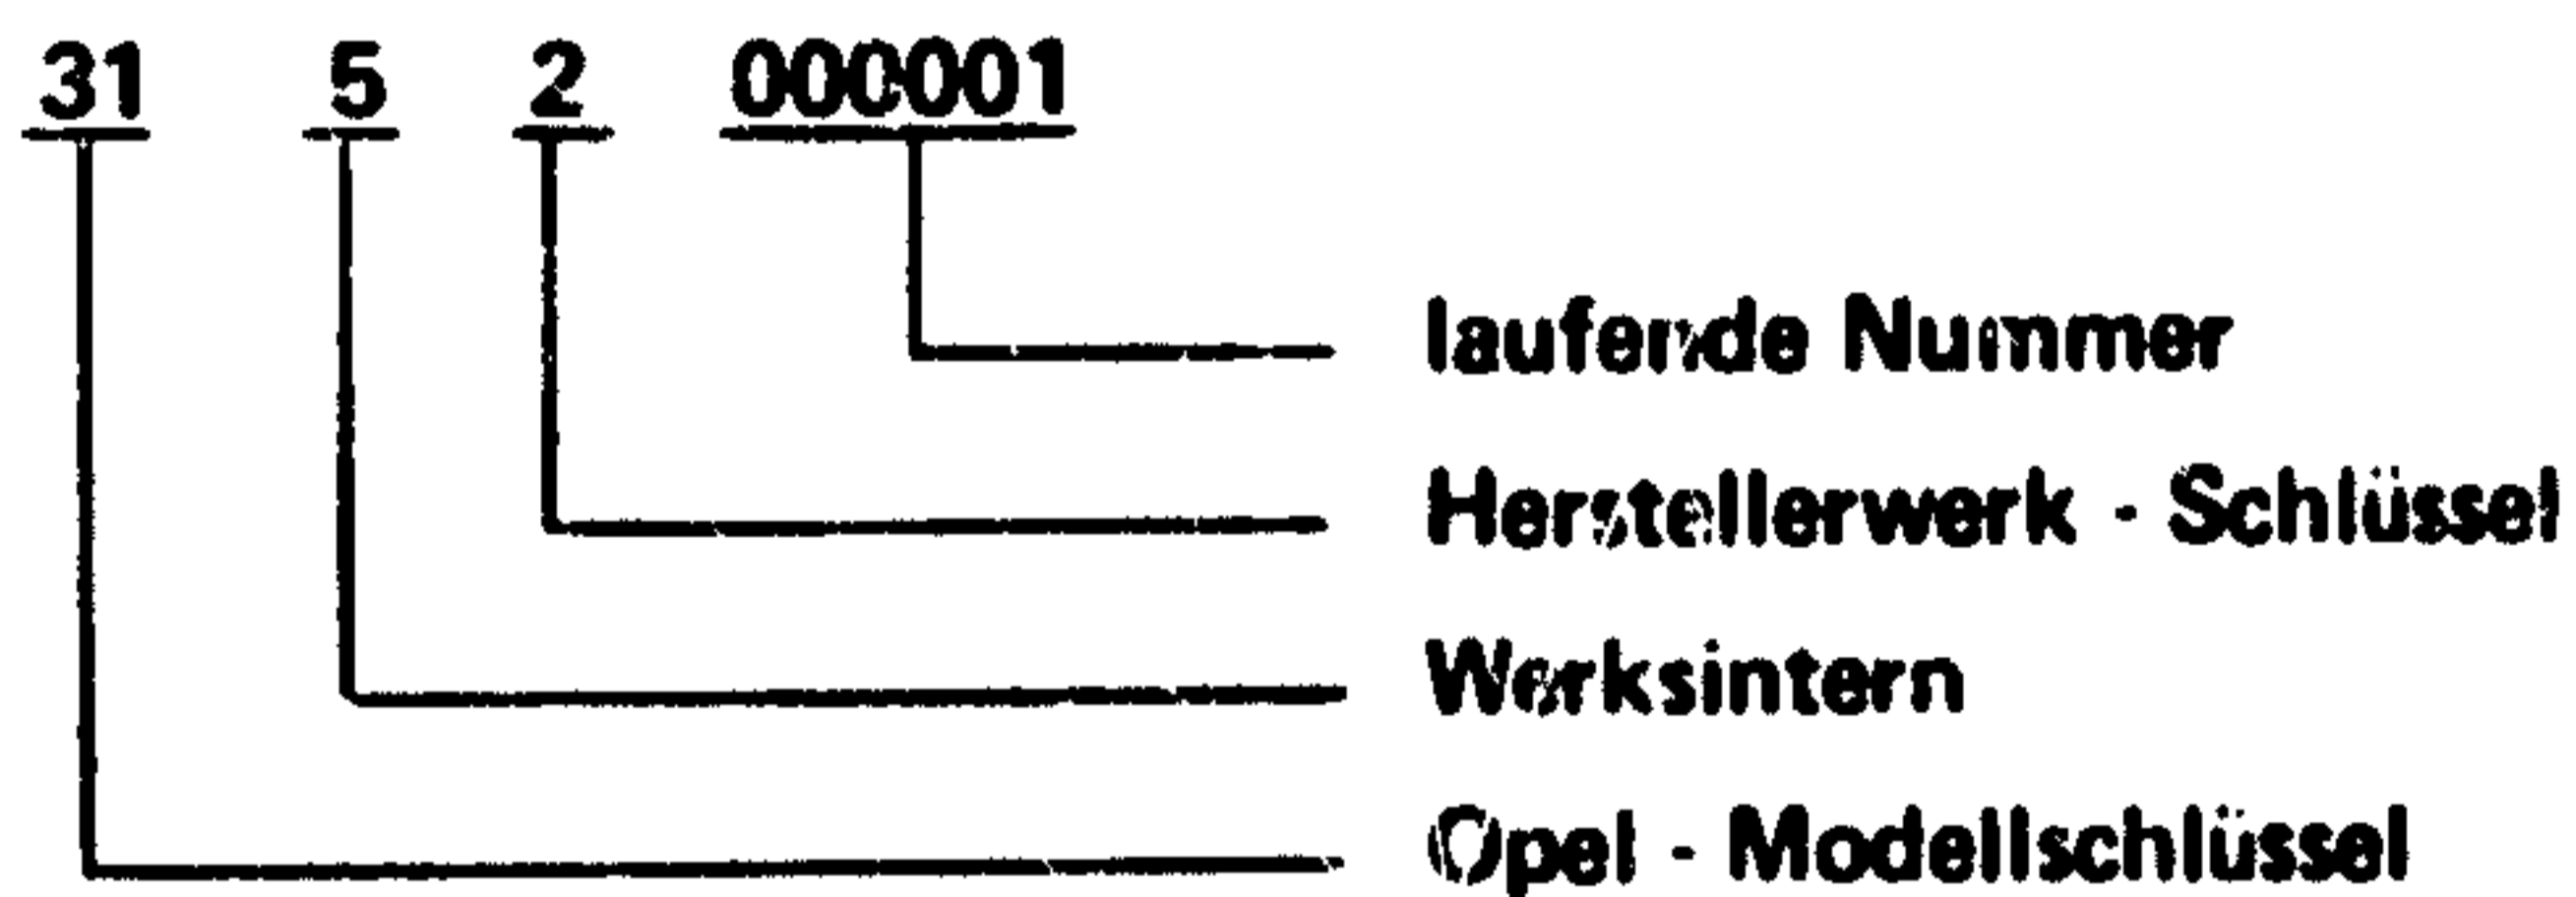 31 5 2 000001
laufende Nummer
Herstellerwerk - Schlüssel
Werksintern
Opel - Modellschlüssel